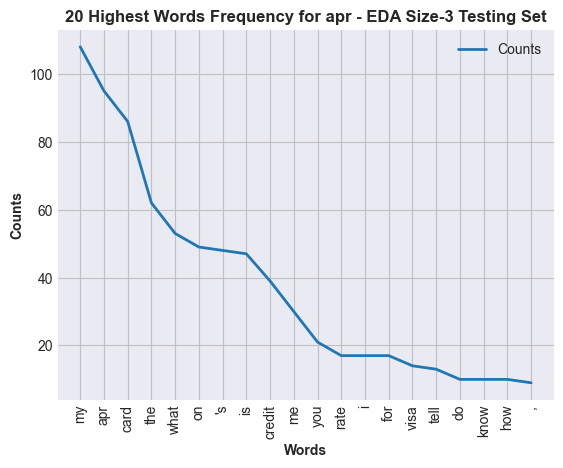 20 Highest Words Frequency for apr - EDA Size-3 Testing Set
Counts
100
80
60
40
20
Counts
my
apr
card
the
what
on
's
is
credit
me
you
rate
i
for
visa
tell
do
know
how
,
Words